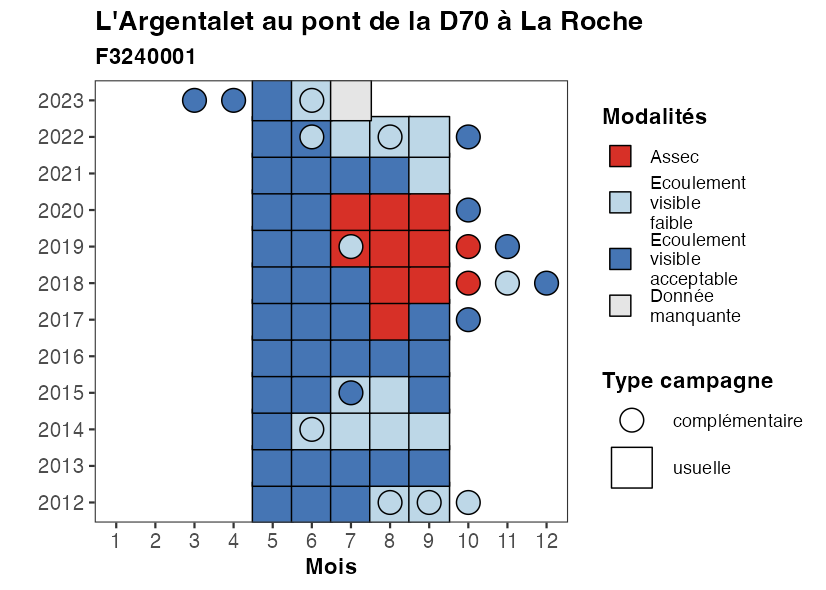 L'Argentalet au pont de la D70 à La Roche
F3240001
2023
2022
2021
2020
2019
2018
2017
2016
2015
2014
2013
2012
1 2 3 4 5 6 7 8 9 10 11 12
Mois
Modalités
Assec
Ecoulement
visible
faible
Ecoulement
visible
acceptable
Donnée
manquante
Type campagne
complémentaire
usuelle